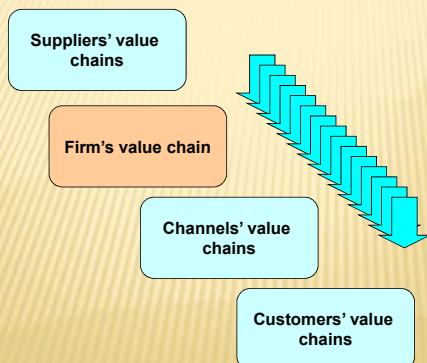 Suppliers' value
chains
Firm's value chain
Channels' value
chains
Customers' value
chains